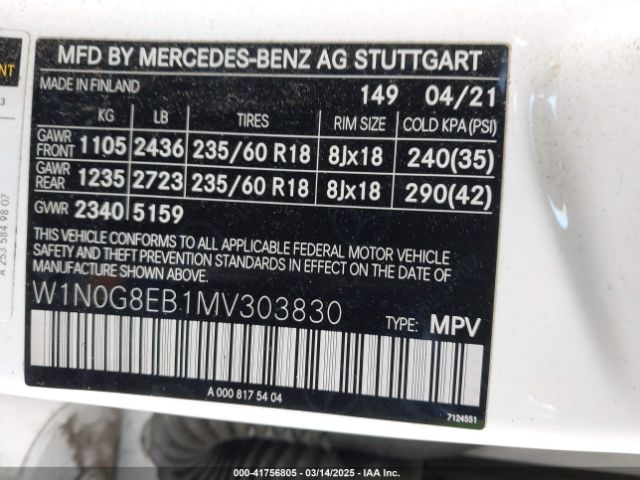 MFD BY MERCEDES-BENZ AG STUTTGART
MADE IN FINLAND 149 04/21
KG LB TIRES RIM SIZE COLD KPA(PSI)
GAWR FRONT 1105 2436 235/60 R18 8Jx18 240(35)
GAWR REAR 1235 2723 235/60 R18 8Jx18 290(42)
GVWR 2340 5159
THIS VEHICLE CONFORMS TO ALL APPLICABLE FEDERAL MOTOR VEHICLE
SAFETY AND THEFT PREVENTION STANDARDS IN EFFECT ON THE DATE OF
MANUFACTURE SHOWN ABOVE.
W1N0G8EB1MV303830
TYPE: MPV
A 000 817 54 04
7124551
A 253 584 98 07
000-41756805 - 03/14/2025 - IAA Inc.